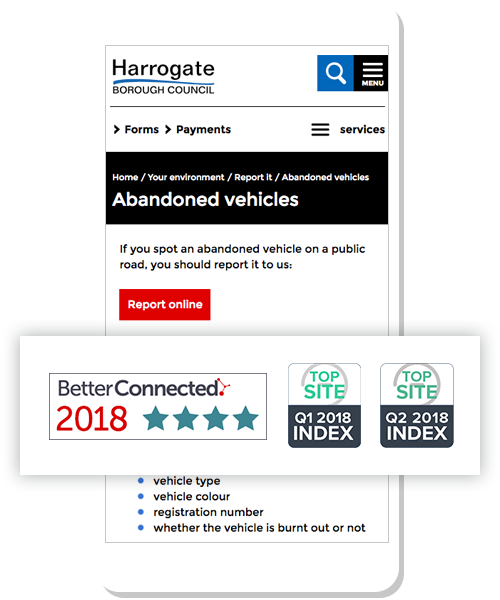 Harrogate
BOROUGH COUNCIL
MENU
Forms
Payments
services
Home / Your environment / Report it / Abandoned vehicles
Abandoned vehicles
If you spot an abandoned vehicle on a public
road, you should report it to us:
Report online
BetterConnected
2018
TOP
SITE
Q1 2018
INDEX
TOP
SITE
Q2 2018
INDEX
vehicle type
vehicle colour
registration number
whether the vehicle is burnt out or not